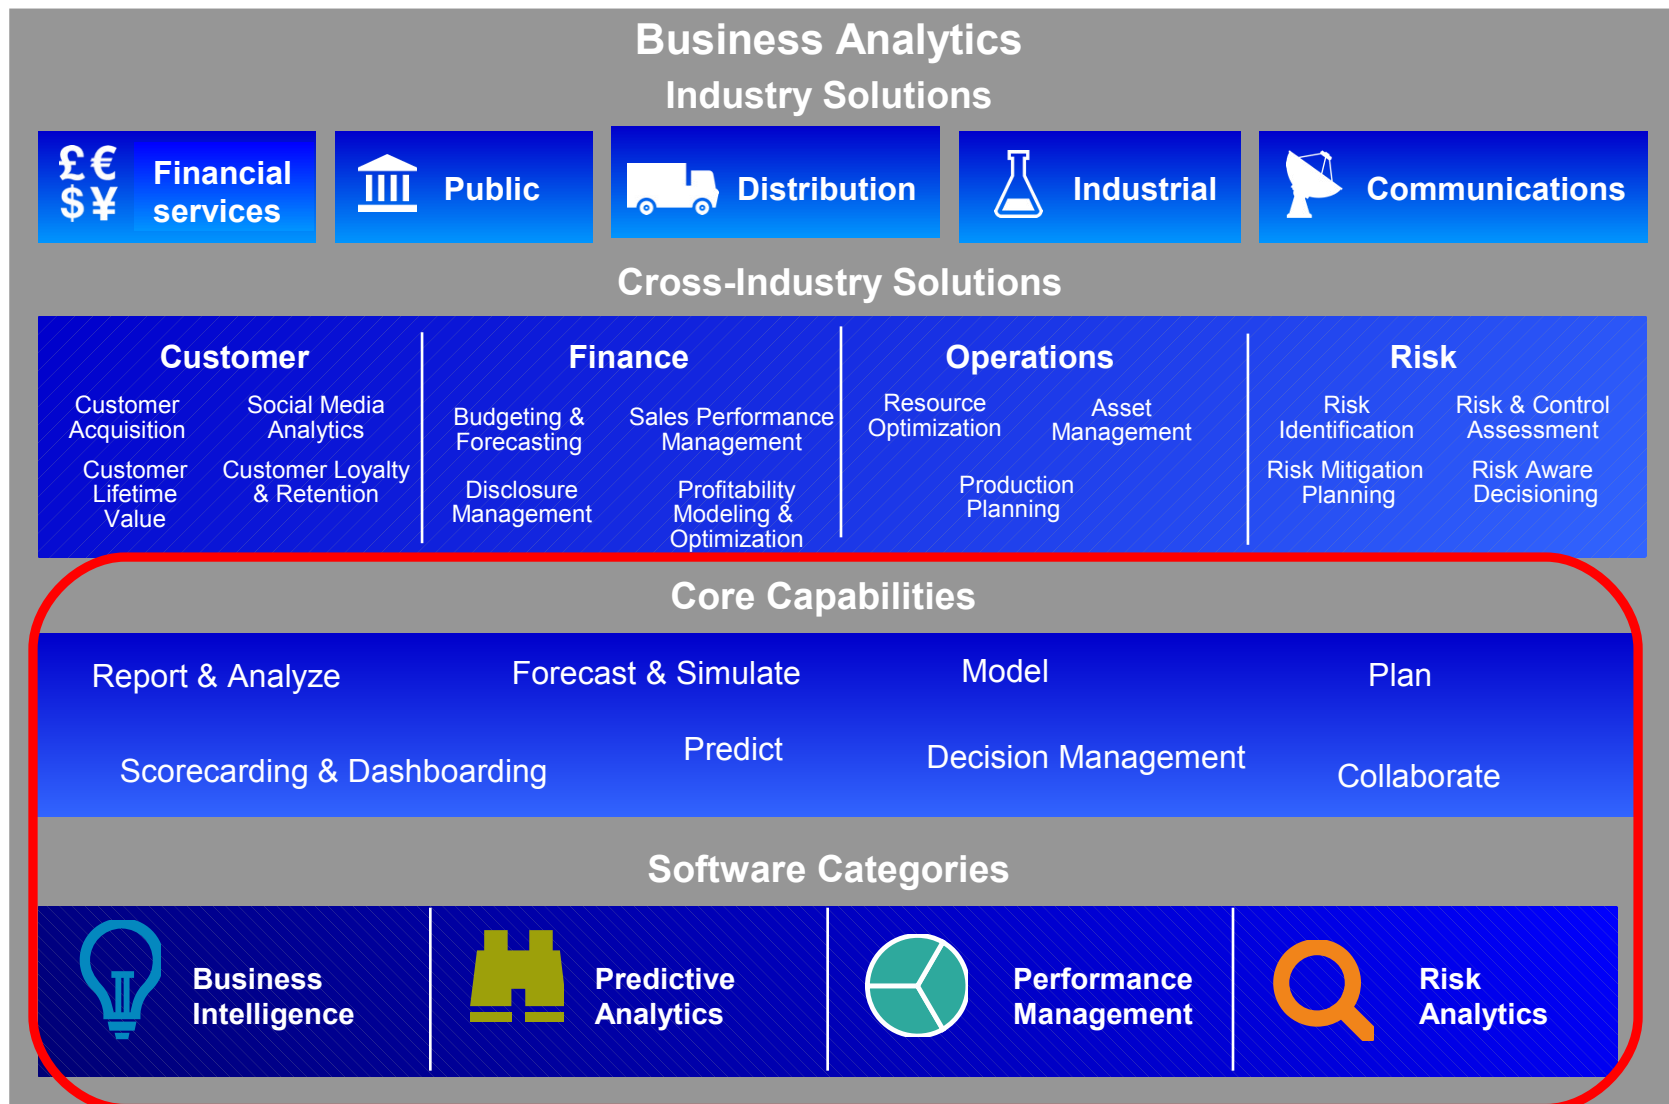 Business Analytics
Industry Solutions
£€
$¥
Financial
services
Public
Distribution
Industrial
Communications
Cross-Industry Solutions
Customer
Customer
Acquisition
Social Media
Analytics
Customer
Lifetime
Value
Customer Loyalty
& Retention
Finance
Budgeting &
Forecasting
Sales Performance
Management
Disclosure
Management
Profitability
Modeling &
Optimization
Operations
Resource
Optimization
Asset
Management
Production
Planning
Risk
Risk
Identification
Risk & Control
Assessment
Risk Mitigation
Planning
Risk Aware
Decisioning
Core Capabilities
Report & Analyze
Forecast & Simulate
Model
Plan
Scorecarding & Dashboarding
Predict
Decision Management
Collaborate
Software Categories
Business
Intelligence
Predictive
Analytics
Performance
Management
Risk
Analytics